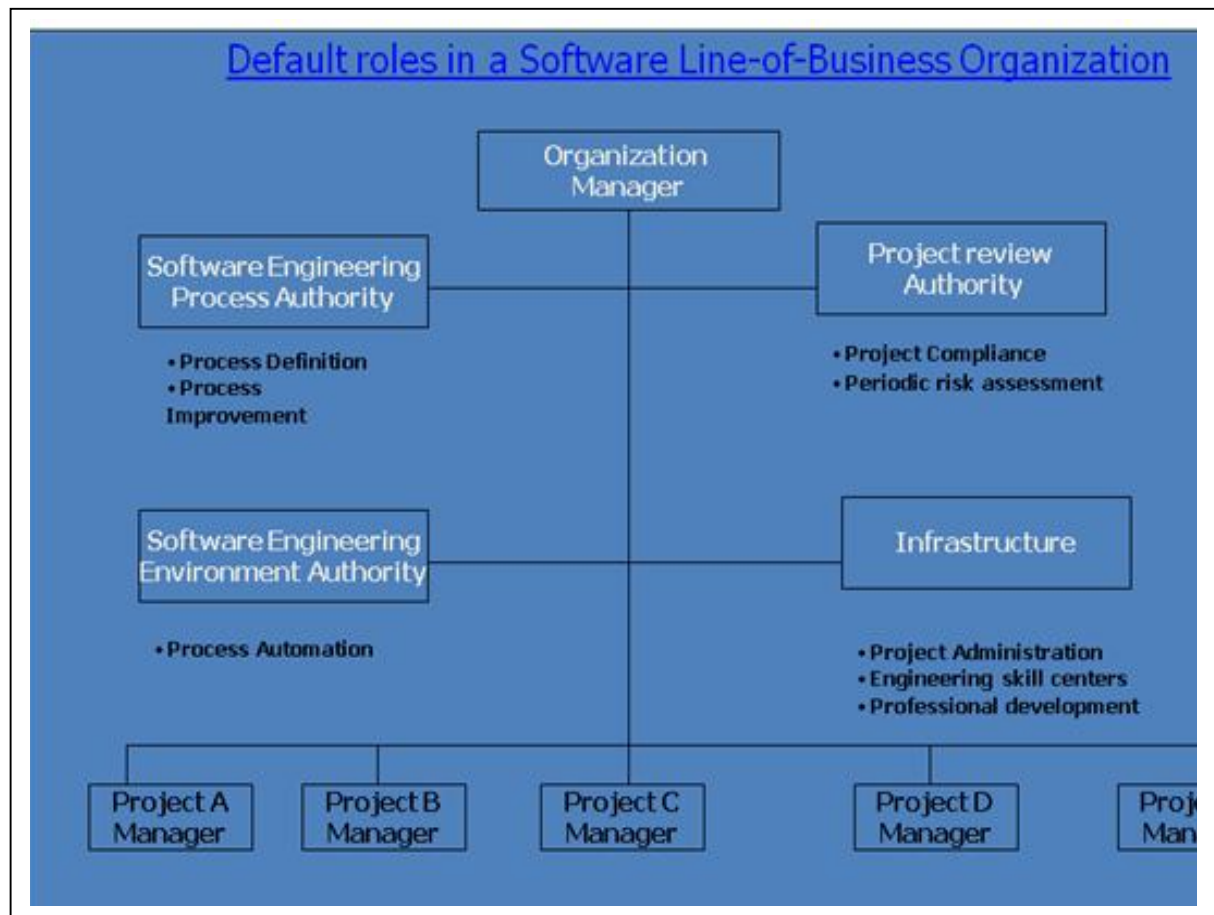 Default roles in a Software Line-of-Business Organization
Organization
Manager
Software Engineering
Process Authority
Project review
Authority
• Process Definition
• Process
Improvement
• Project Compliance
• Periodic risk assessment
Software Engineering
Environment Authority
Infrastructure
• Process Automation
• Project Administration
• Engineering skill centers
• Professional development
Project A
Manager
Project B
Manager
Project C
Manager
Project D
Manager